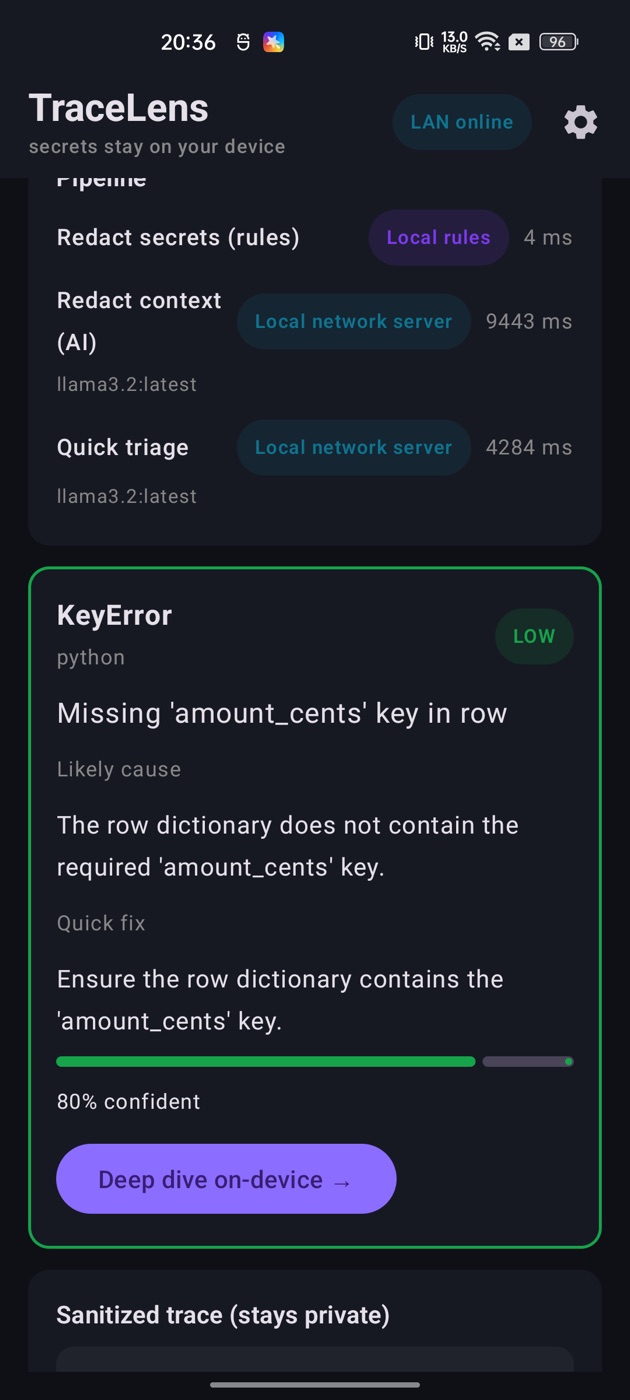 20:36
13.0
KB/S
96
TraceLens
secrets stay on your device
LAN online
Pipeline
Redact secrets (rules)
Local rules
4 ms
Redact context
(AI)
Local network server
9443 ms
llama3.2:latest
Quick triage
Local network server
4284 ms
llama3.2:latest
KeyError
python
LOW
Missing 'amount_cents' key in row
Likely cause
The row dictionary does not contain the
required 'amount_cents' key.
Quick fix
Ensure the row dictionary contains the
'amount_cents' key.
80% confident
Deep dive on-device →
Sanitized trace (stays private)